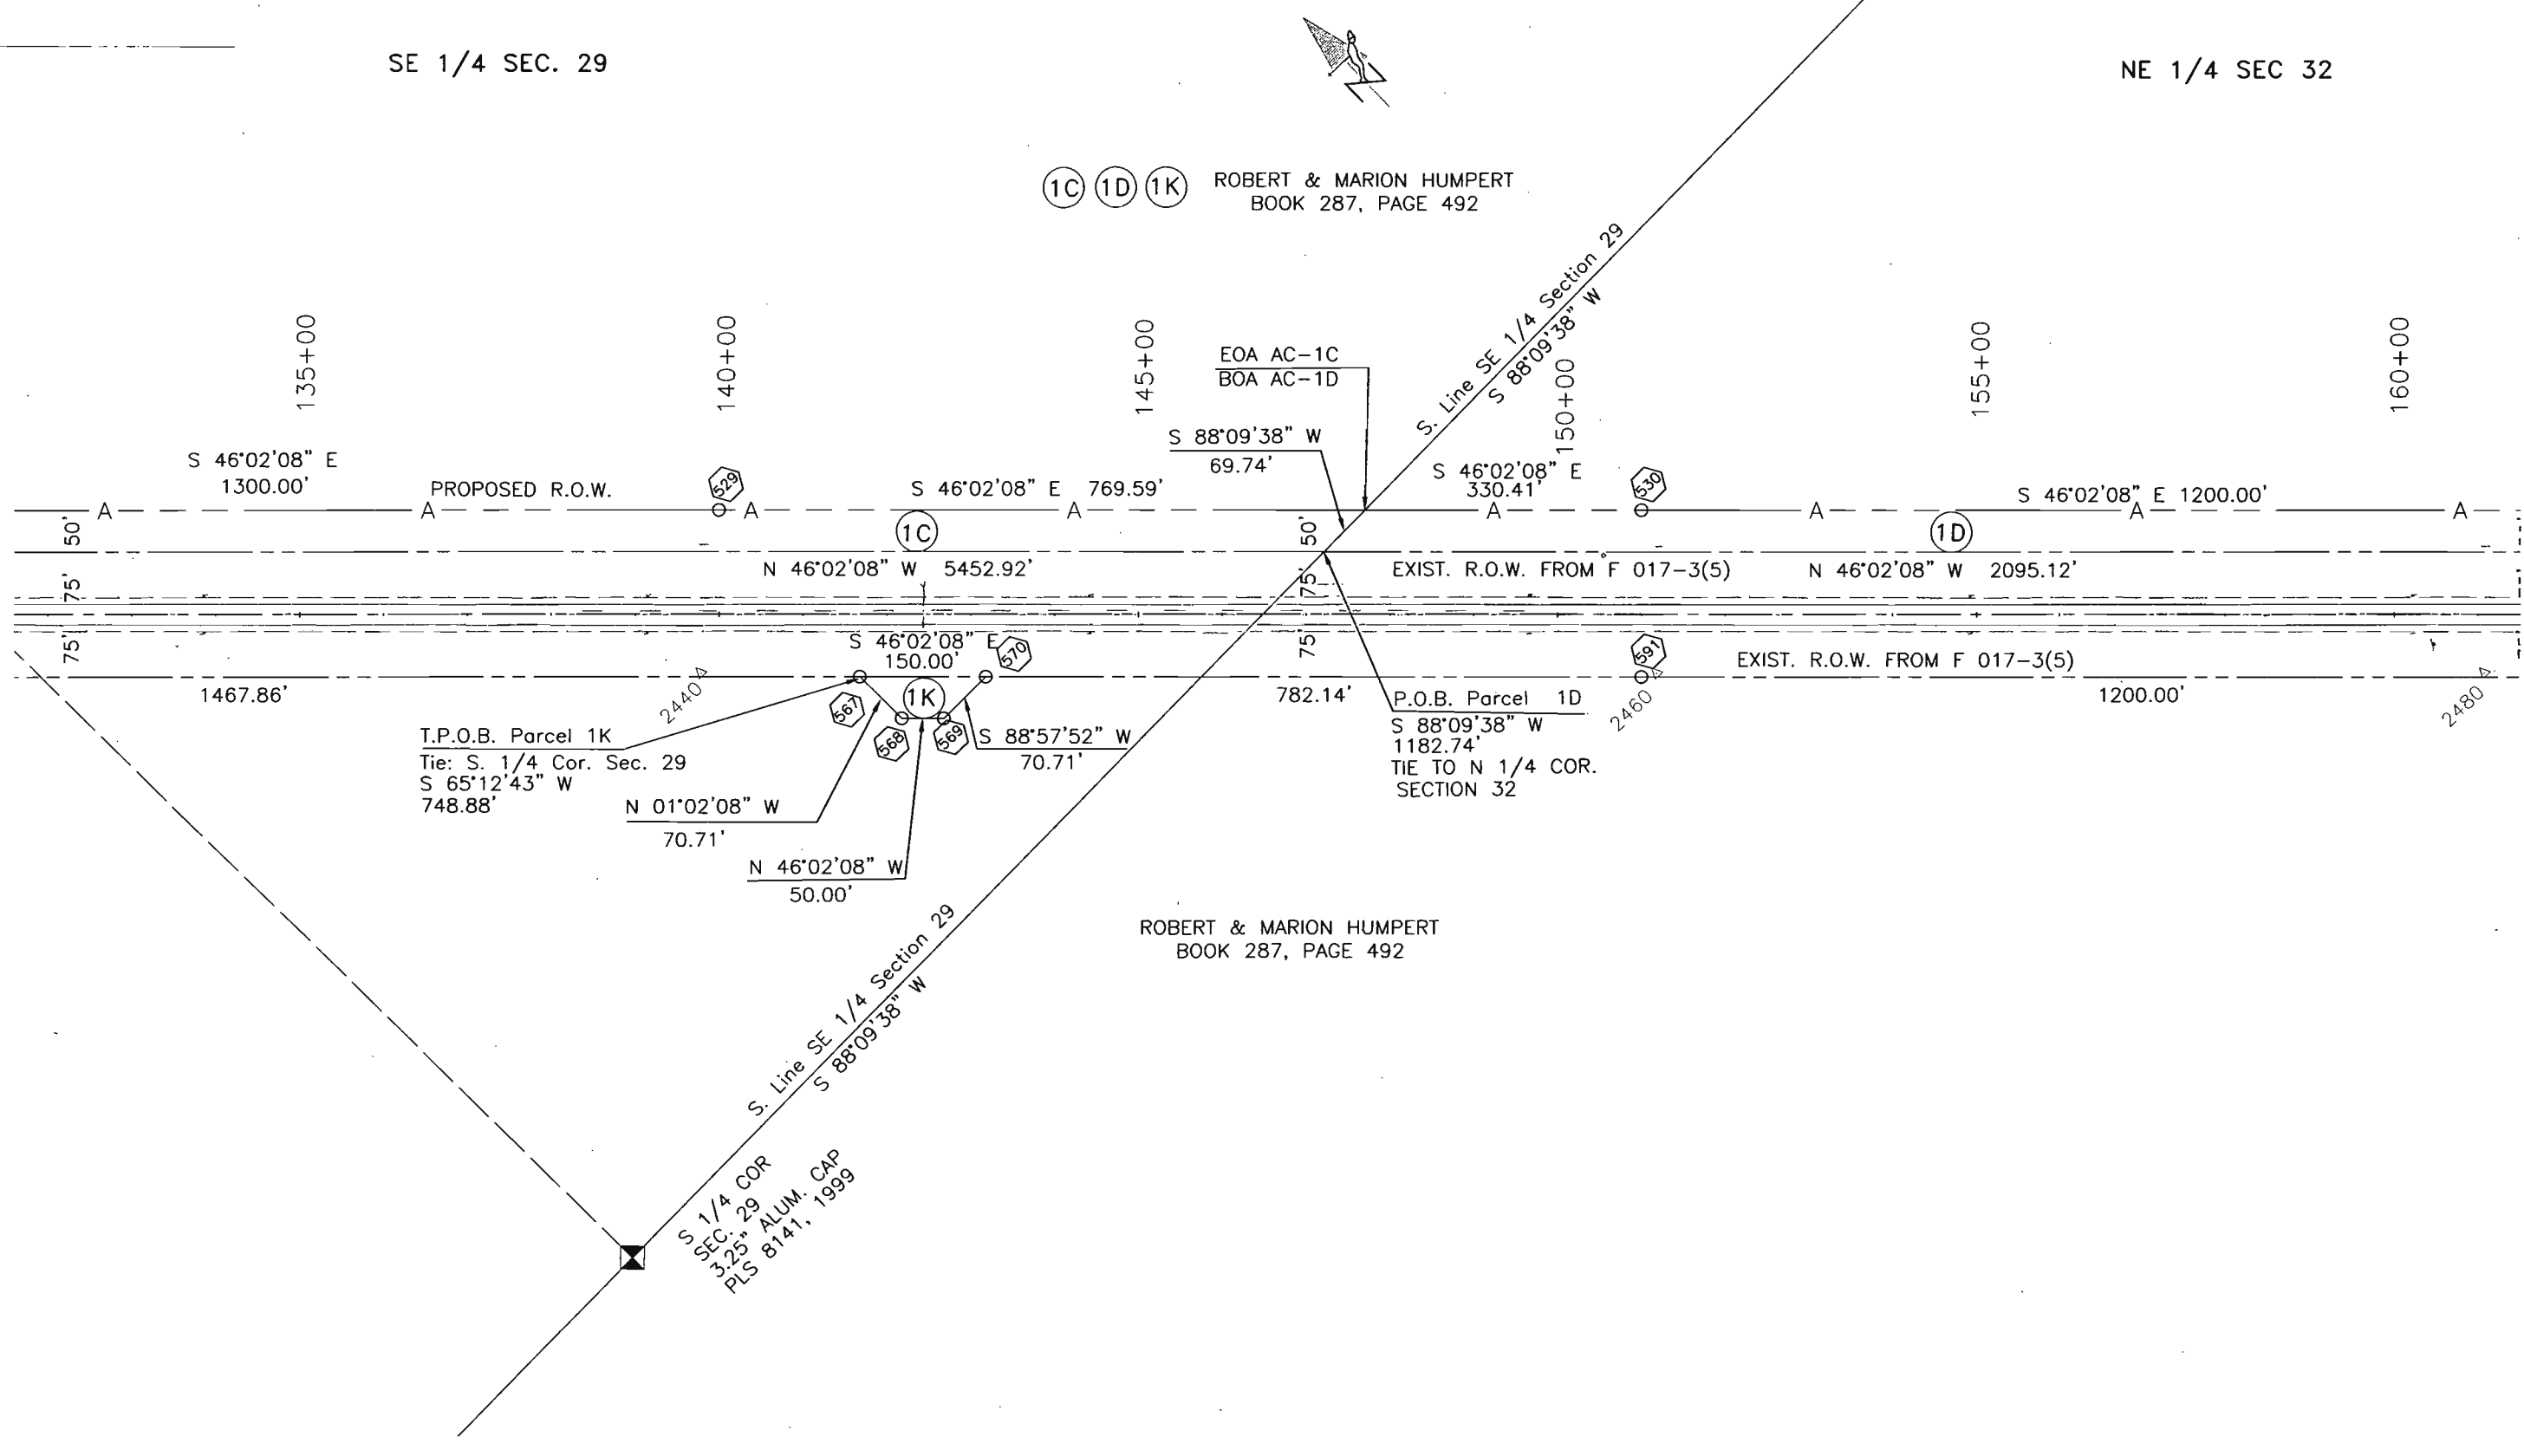 SE 1/4 SEC. 29
NE 1/4 SEC 32
1C 1D 1K
ROBERT & MARION HUMPERT
BOOK 287, PAGE 492
S. Line SE 1/4 Section 29
S 88°09'38" W
135+00
140+00
145+00
150+00
155+00
160+00
EOA AC-1C
BOA AC-1D
S 88°09'38" W
69.74'
S 46°02'08" E
1300.00'
PROPOSED R.O.W.
529
S 46°02'08" E 769.59'
S 46°02'08" E
330.41'
530
S 46°02'08" E 1200.00'
A A A A A A A A
50'
1C
50'
1D
N 46°02'08" W 5452.92'
EXIST. R.O.W. FROM F 017-3(5)
N 46°02'08" W 2095.12'
75'
75'
75'
75'
S 46°02'08" E
150.00'
570
591
EXIST. R.O.W. FROM F 017-3(5)
1467.86'
2440
1K
782.14'
2460
1200.00'
2480
567
568
569
T.P.O.B. Parcel 1K
Tie: S. 1/4 Cor. Sec. 29
S 65°12'43" W
748.88'
S 88°57'52" W
70.71'
P.O.B. Parcel 1D
S 88°09'38" W
1182.74'
TIE TO N 1/4 COR.
SECTION 32
N 01°02'08" W
70.71'
N 46°02'08" W
50.00'
ROBERT & MARION HUMPERT
BOOK 287, PAGE 492
S. Line SE 1/4 Section 29
S 88°09'38" W
S 1/4 COR
SEC. 29
3.25" ALUM. CAP
PLS 8141, 1999